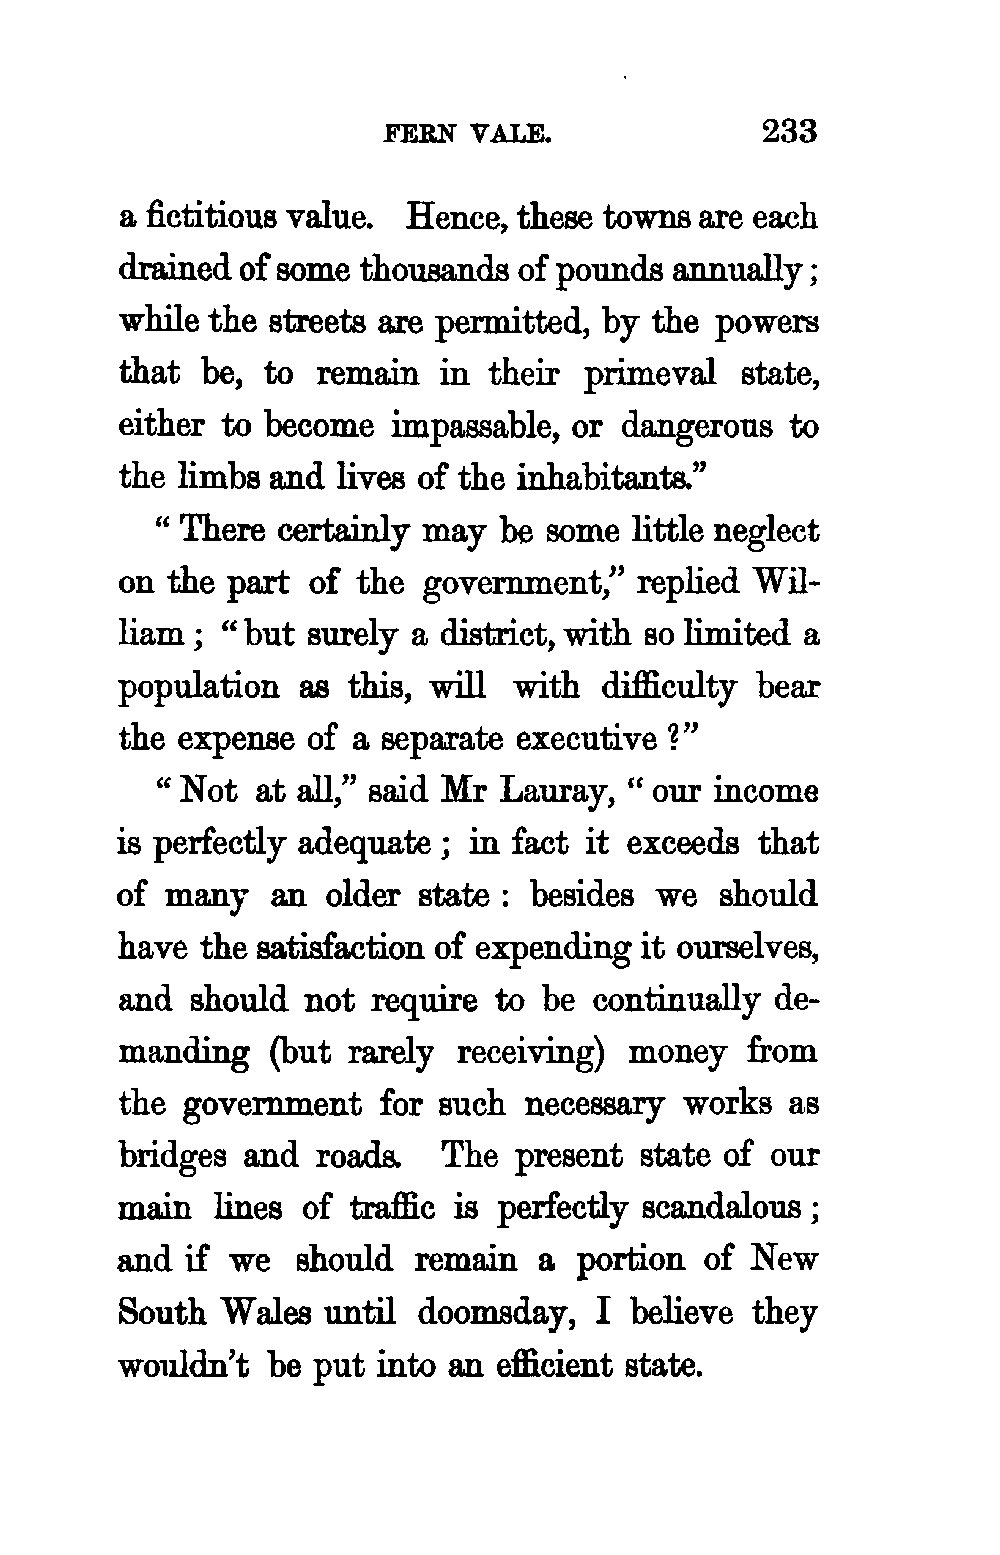 FERN VALE. 233
a fictitious value. Hence, these towns are each
drained of some thousands of pounds annually;
while the streets are permitted, by the powers
that be, to remain in their primeval state,
either to become impassable, or dangerous to
the limbs and lives of the inhabitants."
"There certainly may be some little neglect
on the part of the government," replied Wil-
liam; "but surely a district, with so limited a
population as this, will with difficulty bear
the expense of a separate executive?"
"Not at all," said Mr Lauray, "our income
is perfectly adequate; in fact it exceeds that
of many an older state: besides we should
have the satisfaction of expending it ourselves,
and should not require to be continually de-
manding (but rarely receiving) money from
the government for such necessary works as
bridges and roads. The present state of our
main lines of traffic is perfectly scandalous;
and if we should remain a portion of New
South Wales until doomsday, I believe they
wouldn't be put into an efficient state.